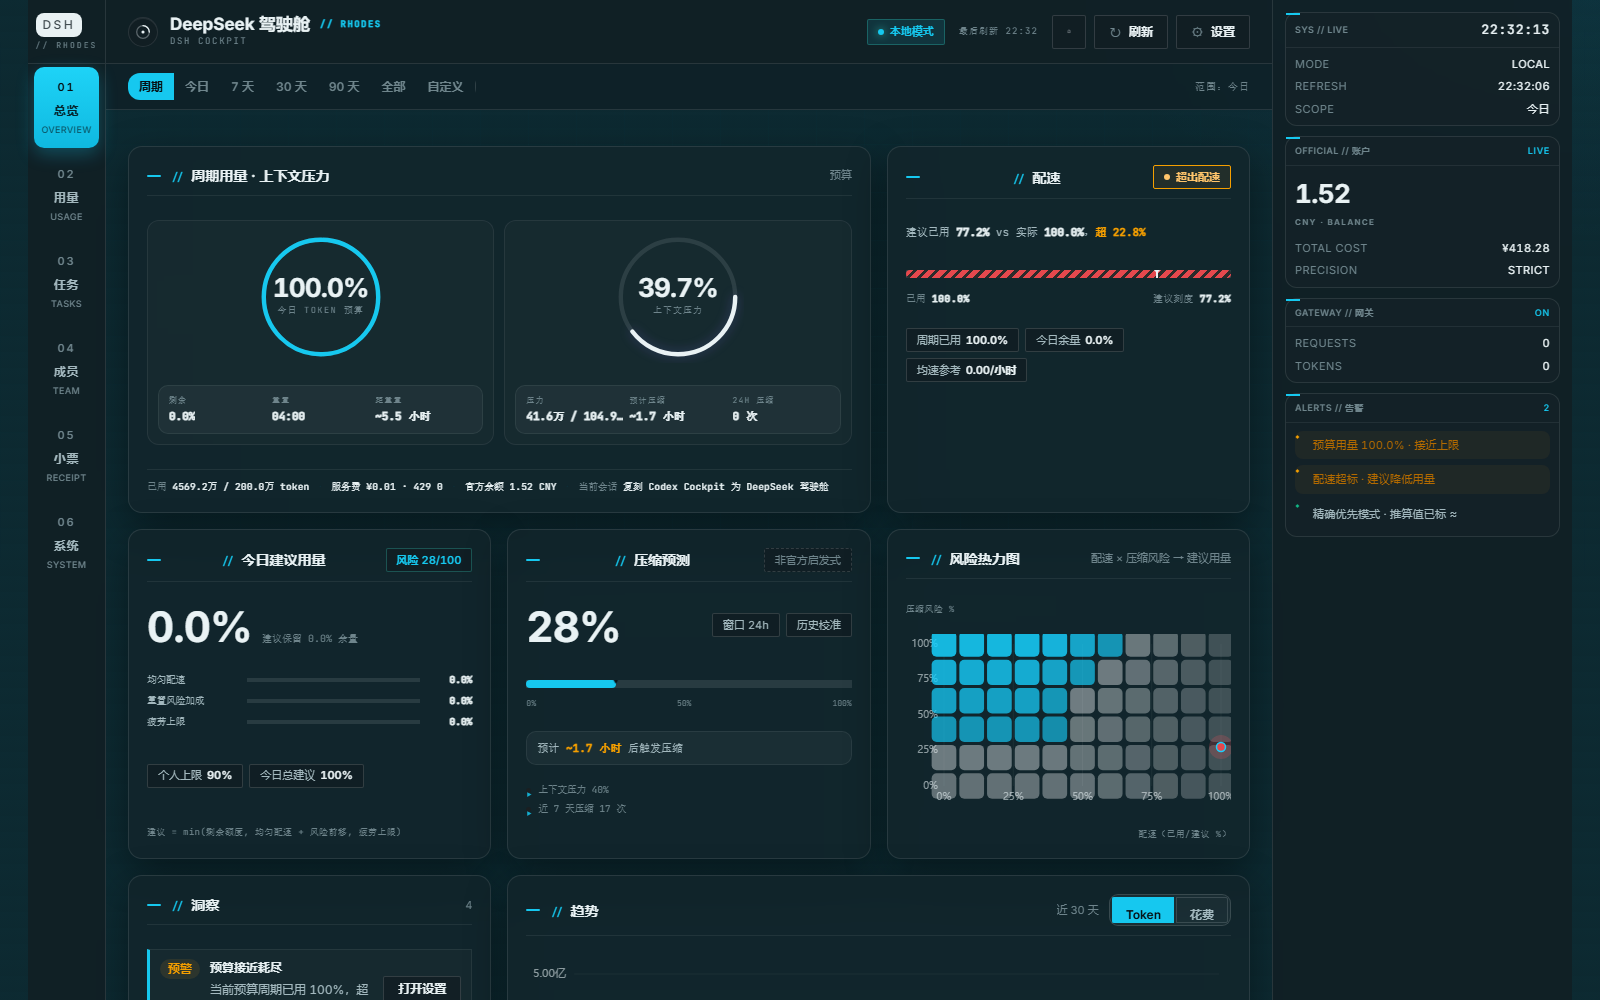 DSH
// RHODES
01
总览
OVERVIEW
02
用量
USAGE
03
任务
TASKS
04
成员
TEAM
05
小票
RECEIPT
06
系统
SYSTEM
DeepSeek 驾驶舱 // RHODES
DSH COCKPIT
本地模式
最后刷新 22:32
刷新
设置
周期
今日
7 天
30 天
90 天
全部
自定义
范围: 今日
// 周期用量 · 上下文压力
预算
100.0%
今日 TOKEN 预算
剩余
0.0%
重置
04:00
距重置
~5.5 小时
39.7%
上下文压力
压力
41.6万 / 104.9…
预计压缩
~1.7 小时
24H 压缩
0 次
已用 4569.2万 / 200.0万 token
服务费 ¥0.01 · 429 0
官方余额 1.52 CNY
当前会话 复刻 Codex Cockpit 为 DeepSeek 驾驶舱
// 配速
超出配速
建议已用 77.2% vs 实际 100.0%, 超 22.8%
已用 100.0%
建议刻度 77.2%
周期已用 100.0%
今日余量 0.0%
均速参考 0.00/小时
// 今日建议用量
风险 28/100
0.0%
建议保留 0.0% 余量
均匀配速
0.0%
重置风险加成
0.0%
疲劳上限
0.0%
个人上限 90%
今日总建议 100%
建议 = min(剩余额度, 均匀配速 + 风险前移, 疲劳上限)
// 压缩预测
非官方启发式
28%
窗口 24h
历史校准
0%
50%
100%
预计 ~1.7 小时 后触发压缩
上下文压力 40%
近 7 天压缩 17 次
// 风险热力图
配速 × 压缩风险 → 建议用量
压缩风险 %
100%
75%
50%
25%
0%
0%
25%
50%
75%
100%
配速 (已用/建议 %)
// 洞察
4
预警
预算接近耗尽
当前预算周期已用 100%，超
打开设置
// 趋势
近 30 天
Token
花费
5.00亿
SYS // LIVE
22:32:13
MODE
LOCAL
REFRESH
22:32:06
SCOPE
今日
OFFICIAL // 账户
LIVE
1.52
CNY · BALANCE
TOTAL COST
¥418.28
PRECISION
STRICT
GATEWAY // 网关
ON
REQUESTS
0
TOKENS
0
ALERTS // 告警
2
预算用量 100.0% · 接近上限
配速超标 · 建议降低用量
精确优先模式 · 推算值已标 ≈